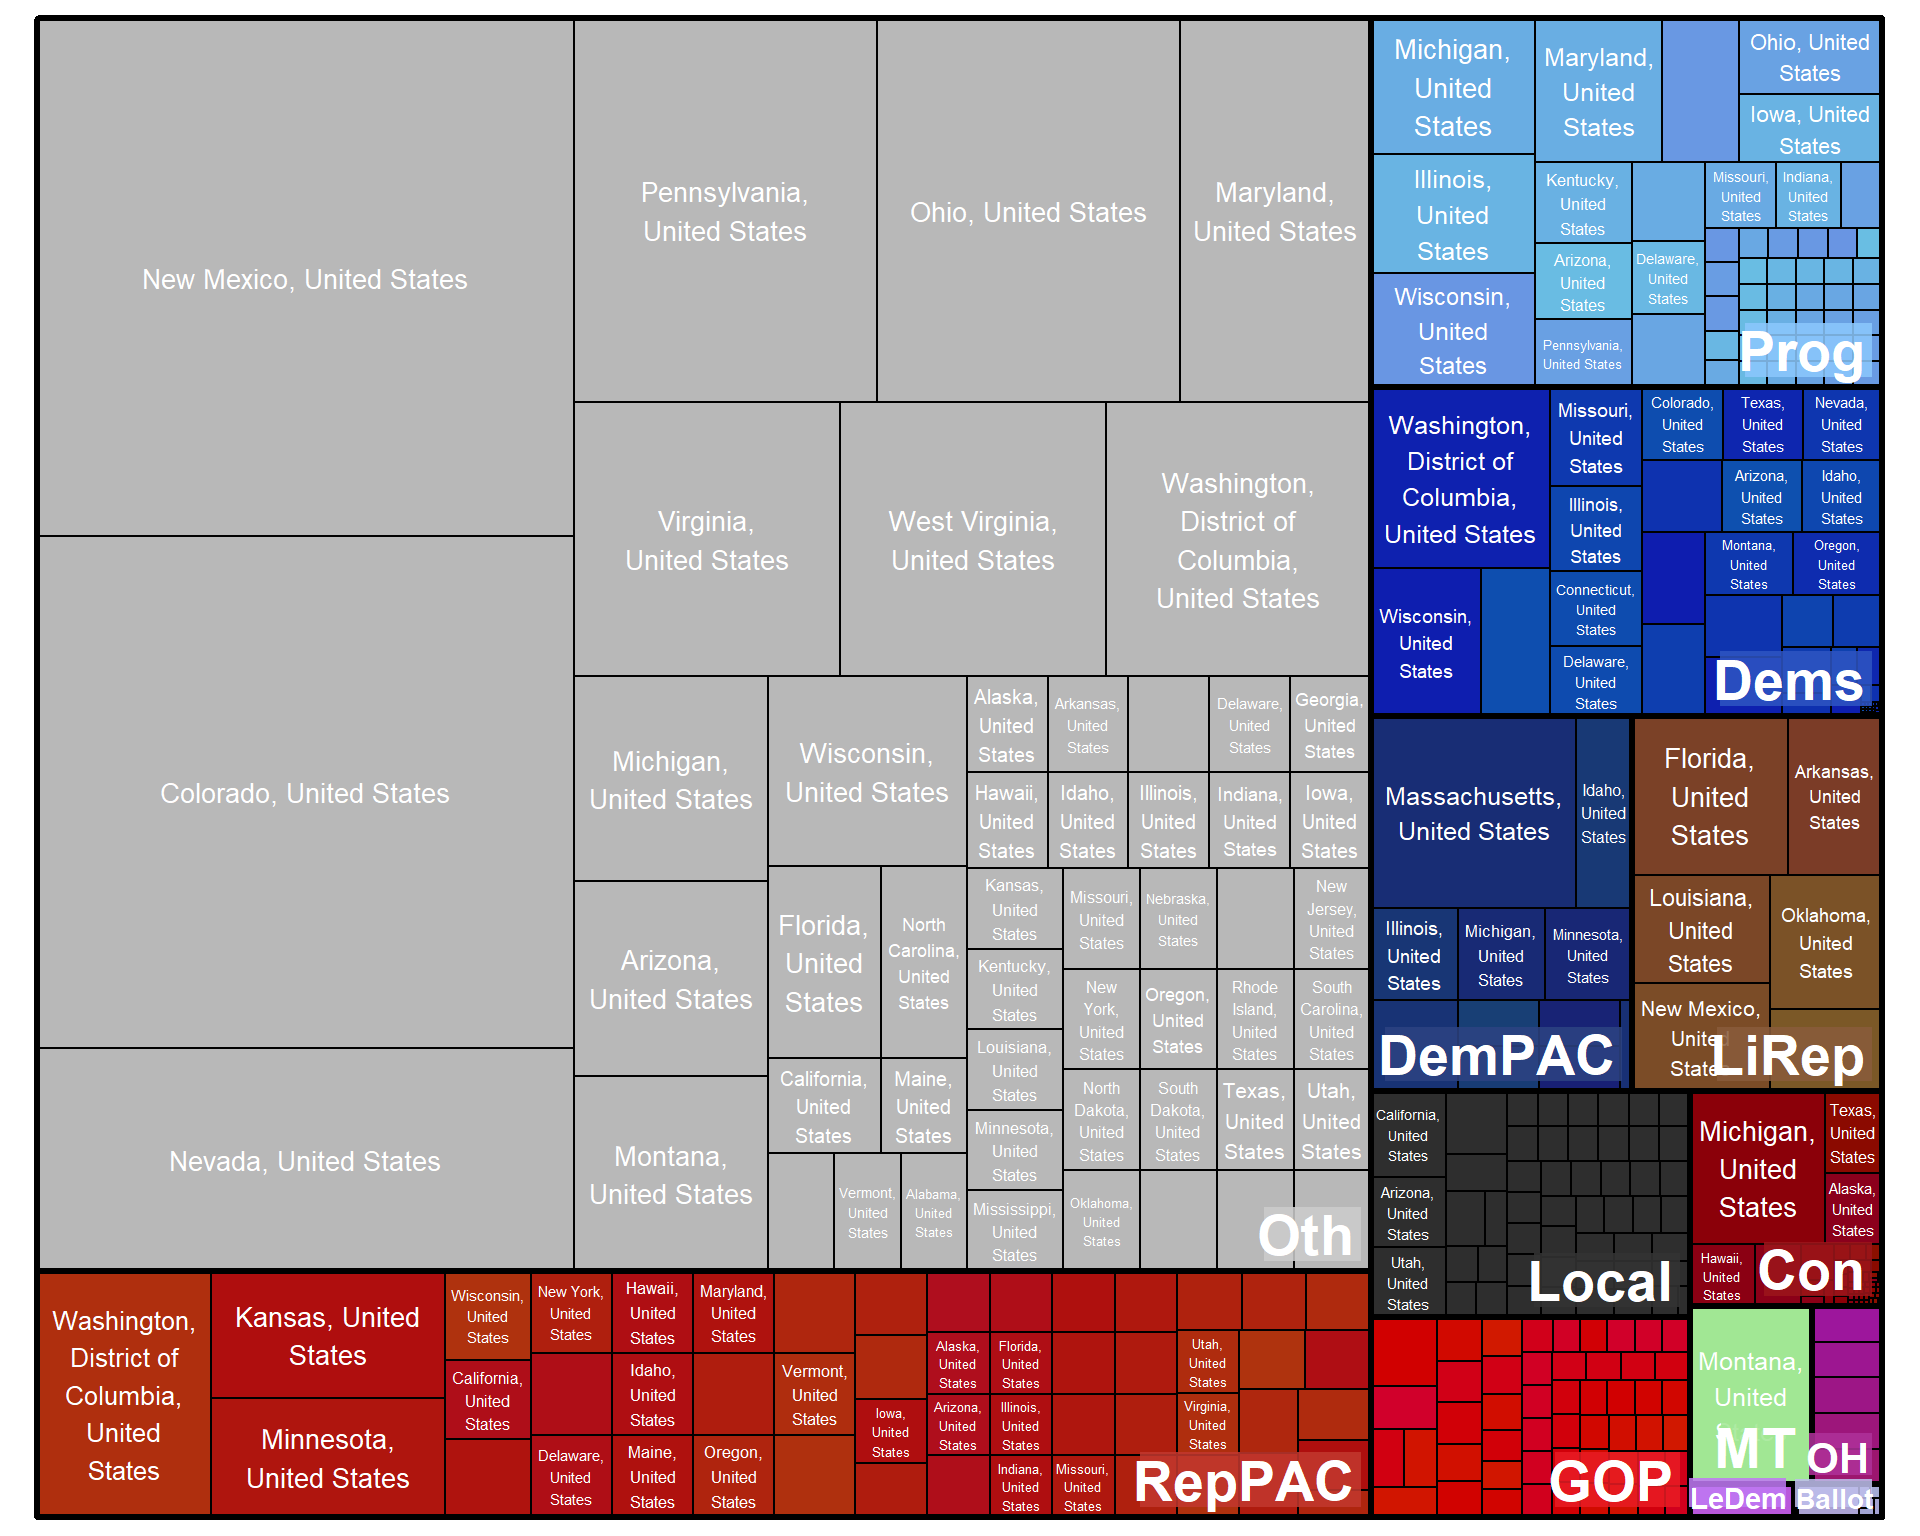 New Mexico, United States
Colorado, United States
Nevada, United States
Pennsylvania,
United States
Ohio, United States
Maryland,
United States
Virginia,
United States
West Virginia,
United States
Washington,
District of
Columbia,
United States
Michigan,
United States
Arizona,
United States
Montana,
United States
Wisconsin,
United States
Florida,
United
States
North
Carolina,
United
States
California,
United
States
Maine,
United
States
Vermont,
United
States
Alabama,
United
States
Alaska,
United
States
Arkansas,
United
States
Delaware,
United
States
Georgia,
United
States
Hawaii,
United
States
Idaho,
United
States
Illinois,
United
States
Indiana,
United
States
Iowa,
United
States
Kansas,
United
States
Kentucky,
United
States
Louisiana,
United
States
Minnesota,
United
States
Mississippi,
United
States
Missouri,
United
States
Nebraska,
United
States
New
Jersey,
United
States
New
York,
United
States
Oregon,
United
States
Rhode
Island,
United
States
South
Carolina,
United
States
North
Dakota,
United
States
South
Dakota,
United
States
Texas,
United
States
Utah,
United
States
Oklahoma,
United
States
Oth
Washington,
District of
Columbia,
United
States
Kansas, United
States
Minnesota,
United States
Wisconsin,
United
States
California,
United
States
New York,
United
States
Delaware,
United
States
Hawaii,
United
States
Idaho,
United
States
Maine,
United
States
Maryland,
United
States
Oregon,
United
States
Vermont,
United
States
Iowa,
United
States
Alaska,
United
States
Arizona,
United
States
Florida,
United
States
Illinois,
United
States
Indiana,
United
States
Missouri,
United
States
Utah,
United
States
Virginia,
United
States
RepPAC
Michigan,
United
States
Illinois,
United
States
Wisconsin,
United
States
Maryland,
United
States
Ohio, United
States
Iowa, United
States
Kentucky,
United
States
Arizona,
United
States
Pennsylvania,
United States
Delaware,
United
States
Missouri,
United
States
Indiana,
United
States
Prog
Washington,
District of
Columbia,
United States
Wisconsin,
United
States
Missouri,
United
States
Illinois,
United
States
Connecticut,
United
States
Delaware,
United
States
Colorado,
United
States
Texas,
United
States
Nevada,
United
States
Arizona,
United
States
Idaho,
United
States
Montana,
United
States
Oregon,
United
States
Dems
Massachusetts,
United States
Idaho,
United
States
Illinois,
United
States
Michigan,
United
States
Minnesota,
United
States
DemPAC
Florida,
United
States
Arkansas,
United
States
Louisiana,
United
States
Oklahoma,
United
States
New Mexico,
United
States
LiRep
California,
United
States
Arizona,
United
States
Utah,
United
States
Local
Michigan,
United
States
Texas,
United
States
Alaska,
United
States
Hawaii,
United
States
Con
GOP
Montana,
United
MT
OH
LeDem
Ballot